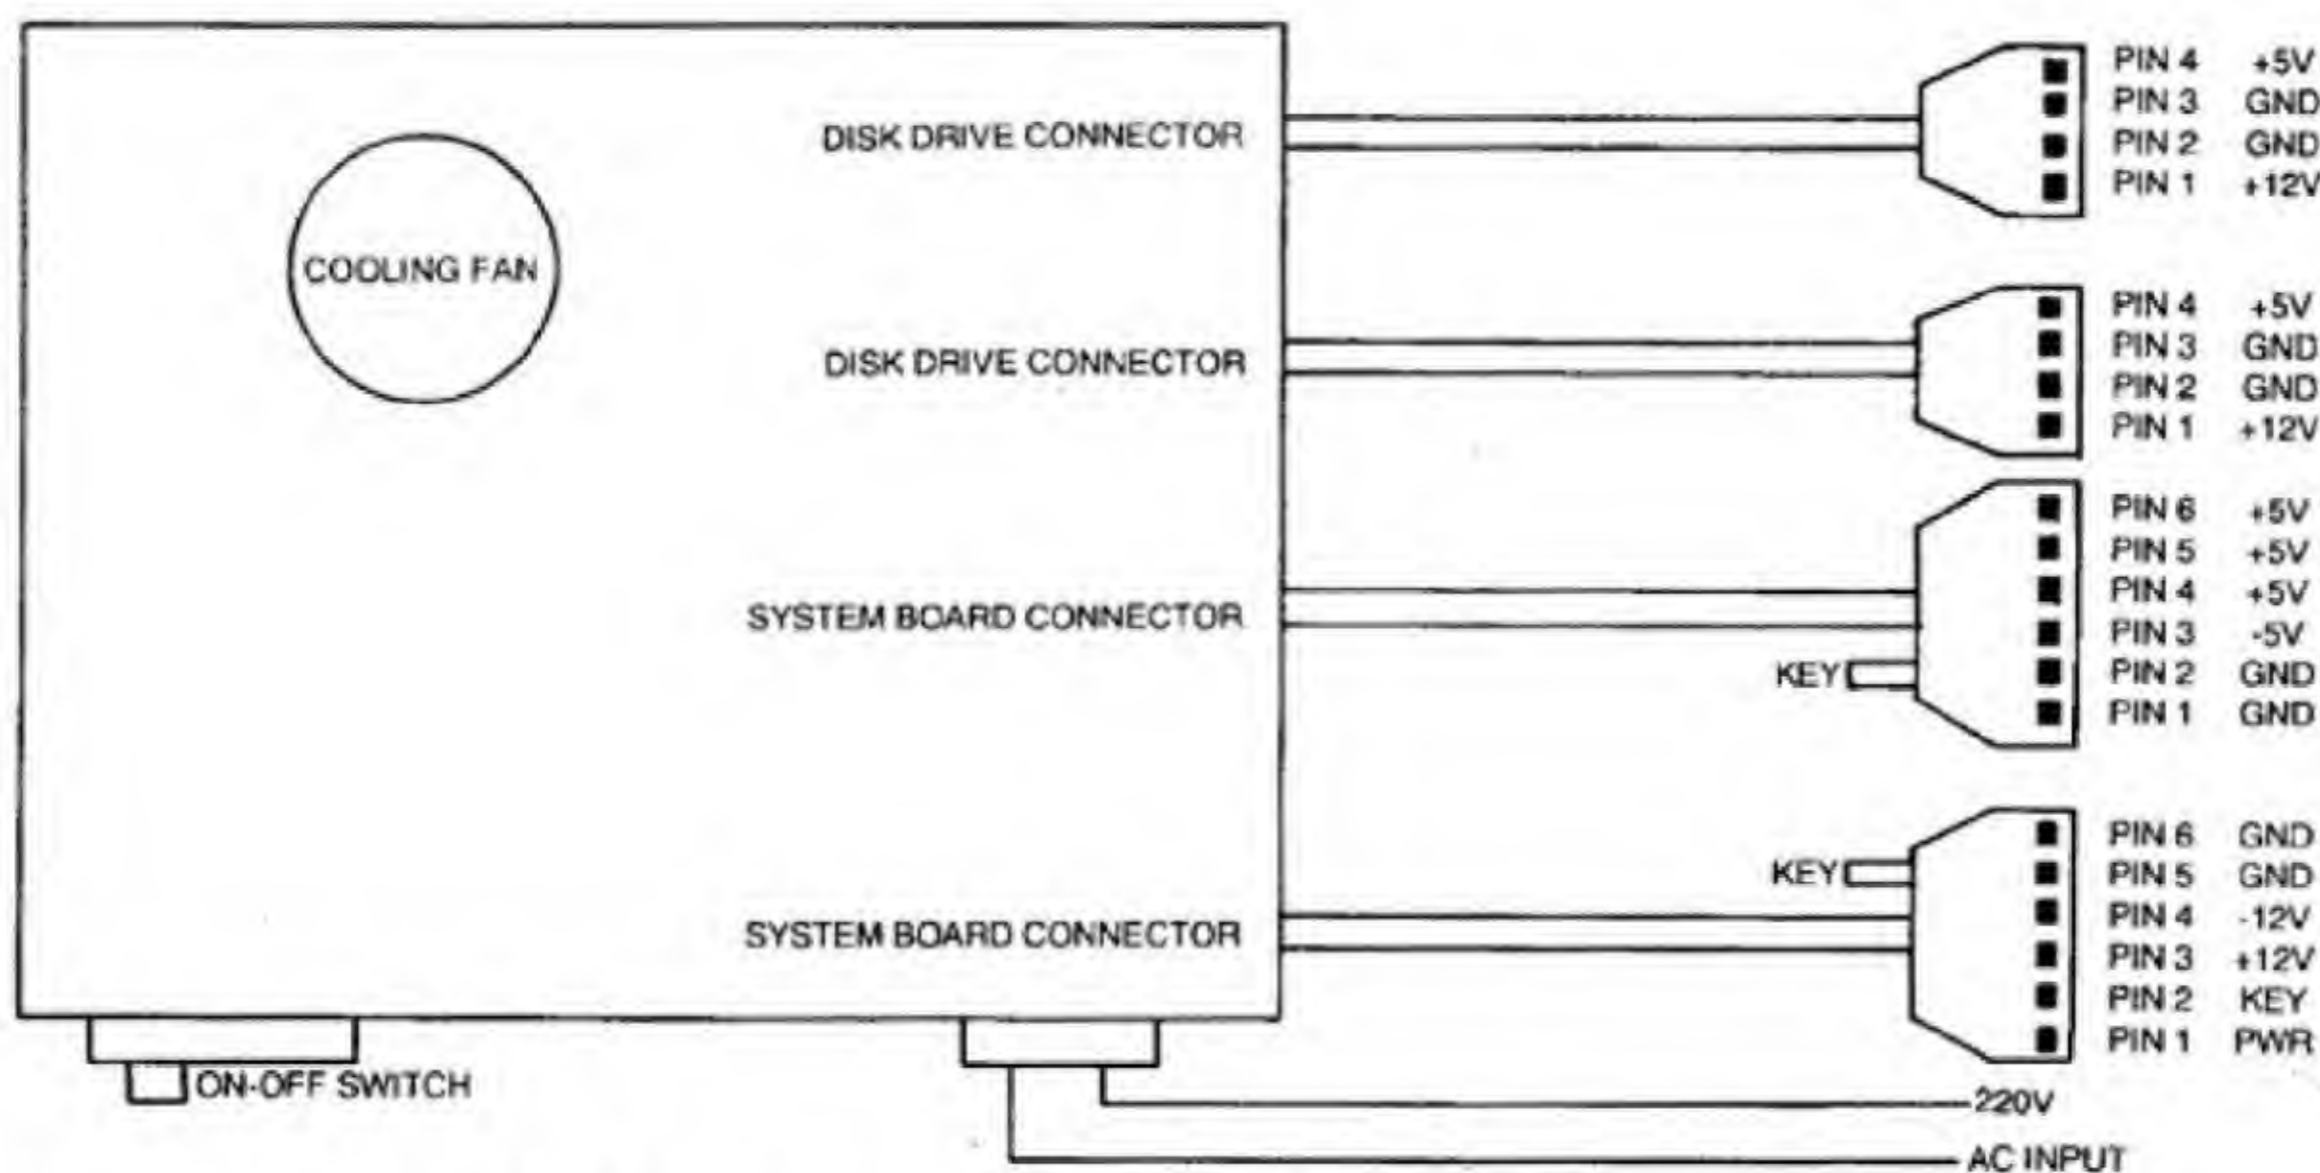 COOLING FAN
DISK DRIVE CONNECTOR
PIN 4 +5V
PIN 3 GND
PIN 2 GND
PIN 1 +12V
DISK DRIVE CONNECTOR
PIN 4 +5V
PIN 3 GND
PIN 2 GND
PIN 1 +12V
SYSTEM BOARD CONNECTOR
KEY
PIN 6 +5V
PIN 5 +5V
PIN 4 +5V
PIN 3 -5V
PIN 2 GND
PIN 1 GND
SYSTEM BOARD CONNECTOR
KEY
PIN 6 GND
PIN 5 GND
PIN 4 -12V
PIN 3 +12V
PIN 2 KEY
PIN 1 PWR
ON-OFF SWITCH
220V
AC INPUT